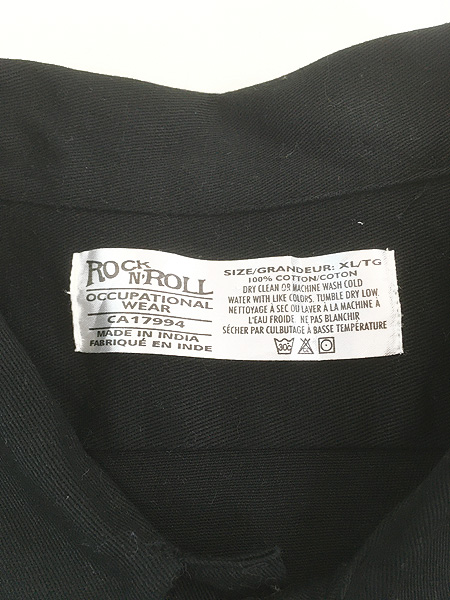 ROCK
N'ROLL
OCCUPATIONAL
WEAR
CA17994
MADE IN INDIA
FABRIQUÉ EN INDE
SIZE/GRANDEUR: XL/TG
100% COTTON/COTON
DRY CLEAN OR MACHINE WASH COLD
WATER WITH LIKE COLORS. TUMBLE DRY LOW.
NETTOYAGE À SEC OU LAVER À LA MACHINE À
L'EAU FROIDE. NE PAS BLANCHIR
SÉCHER PAR CULBUTAGE À BASSE TEMPÉRATURE
30C